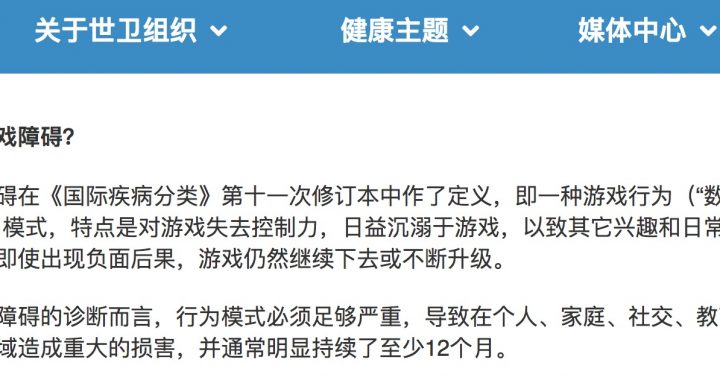 关于世卫组织 健康主题 媒体中心
戏障碍？
碍在《国际疾病分类》第十一次修订本中作了定义，即一种游戏行为（“数
模式，特点是对游戏失去控制力，日益沉溺于游戏，以致其它兴趣和日常
即使出现负面后果，游戏仍然继续下去或不断升级。
障碍的诊断而言，行为模式必须足够严重，导致在个人、家庭、社交、教
域造成重大的损害，并通常明显持续了至少12个月。